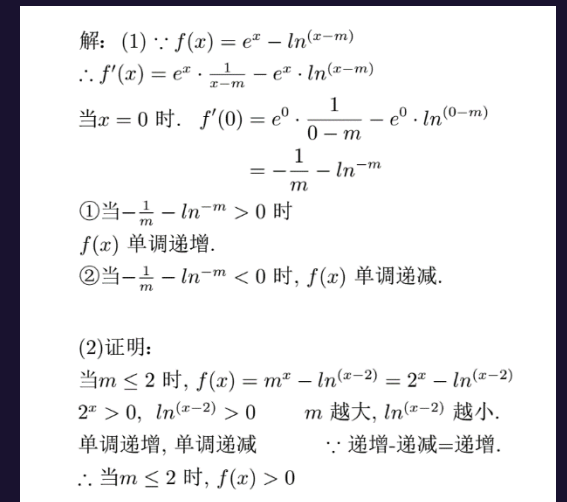 解：(1) ∵ f(x) = e^x − ln^(x−m)
∴ f′(x) = e^x · 1/(x−m) − e^x · ln^(x−m)
当x = 0 时. f′(0) = e^0 · 1/(0 − m) − e^0 · ln^(0−m)
= −1/m − ln^−m
①当−1/m − ln^−m > 0 时
f(x) 单调递增.
②当−1/m − ln^−m < 0 时, f(x) 单调递减.
(2)证明：
当m ≤ 2 时, f(x) = m^x − ln^(x−2) = 2^x − ln^(x−2)
2^x > 0, ln^(x−2) > 0 m 越大, ln^(x−2) 越小.
单调递增, 单调递减 ∵ 递增-递减=递增.
∴ 当m ≤ 2 时, f(x) > 0